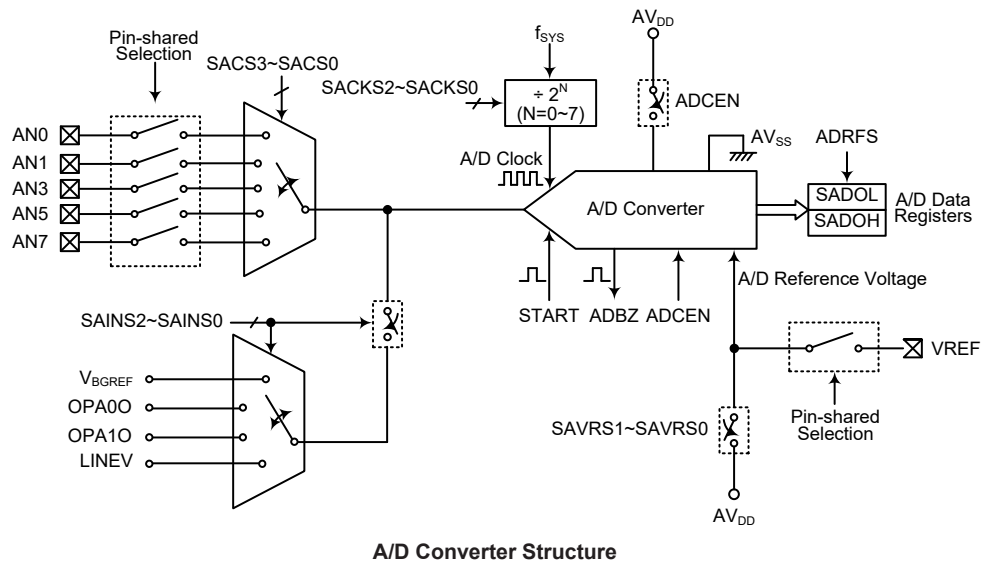 Pin-shared
Selection
SACS3~SACS0
AN0
AN1
AN3
AN5
AN7
fSYS
SACKS2~SACKS0
÷ 2^N
(N=0~7)
A/D Clock
AVDD
ADCEN
AVSS
ADRFS
A/D Converter
SADOL
SADOH
A/D Data
Registers
START
ADBZ
ADCEN
A/D Reference Voltage
SAINS2~SAINS0
VBGREF
OPA0O
OPA1O
LINEV
VREF
Pin-shared
Selection
SAVRS1~SAVRS0
AVDD
A/D Converter Structure